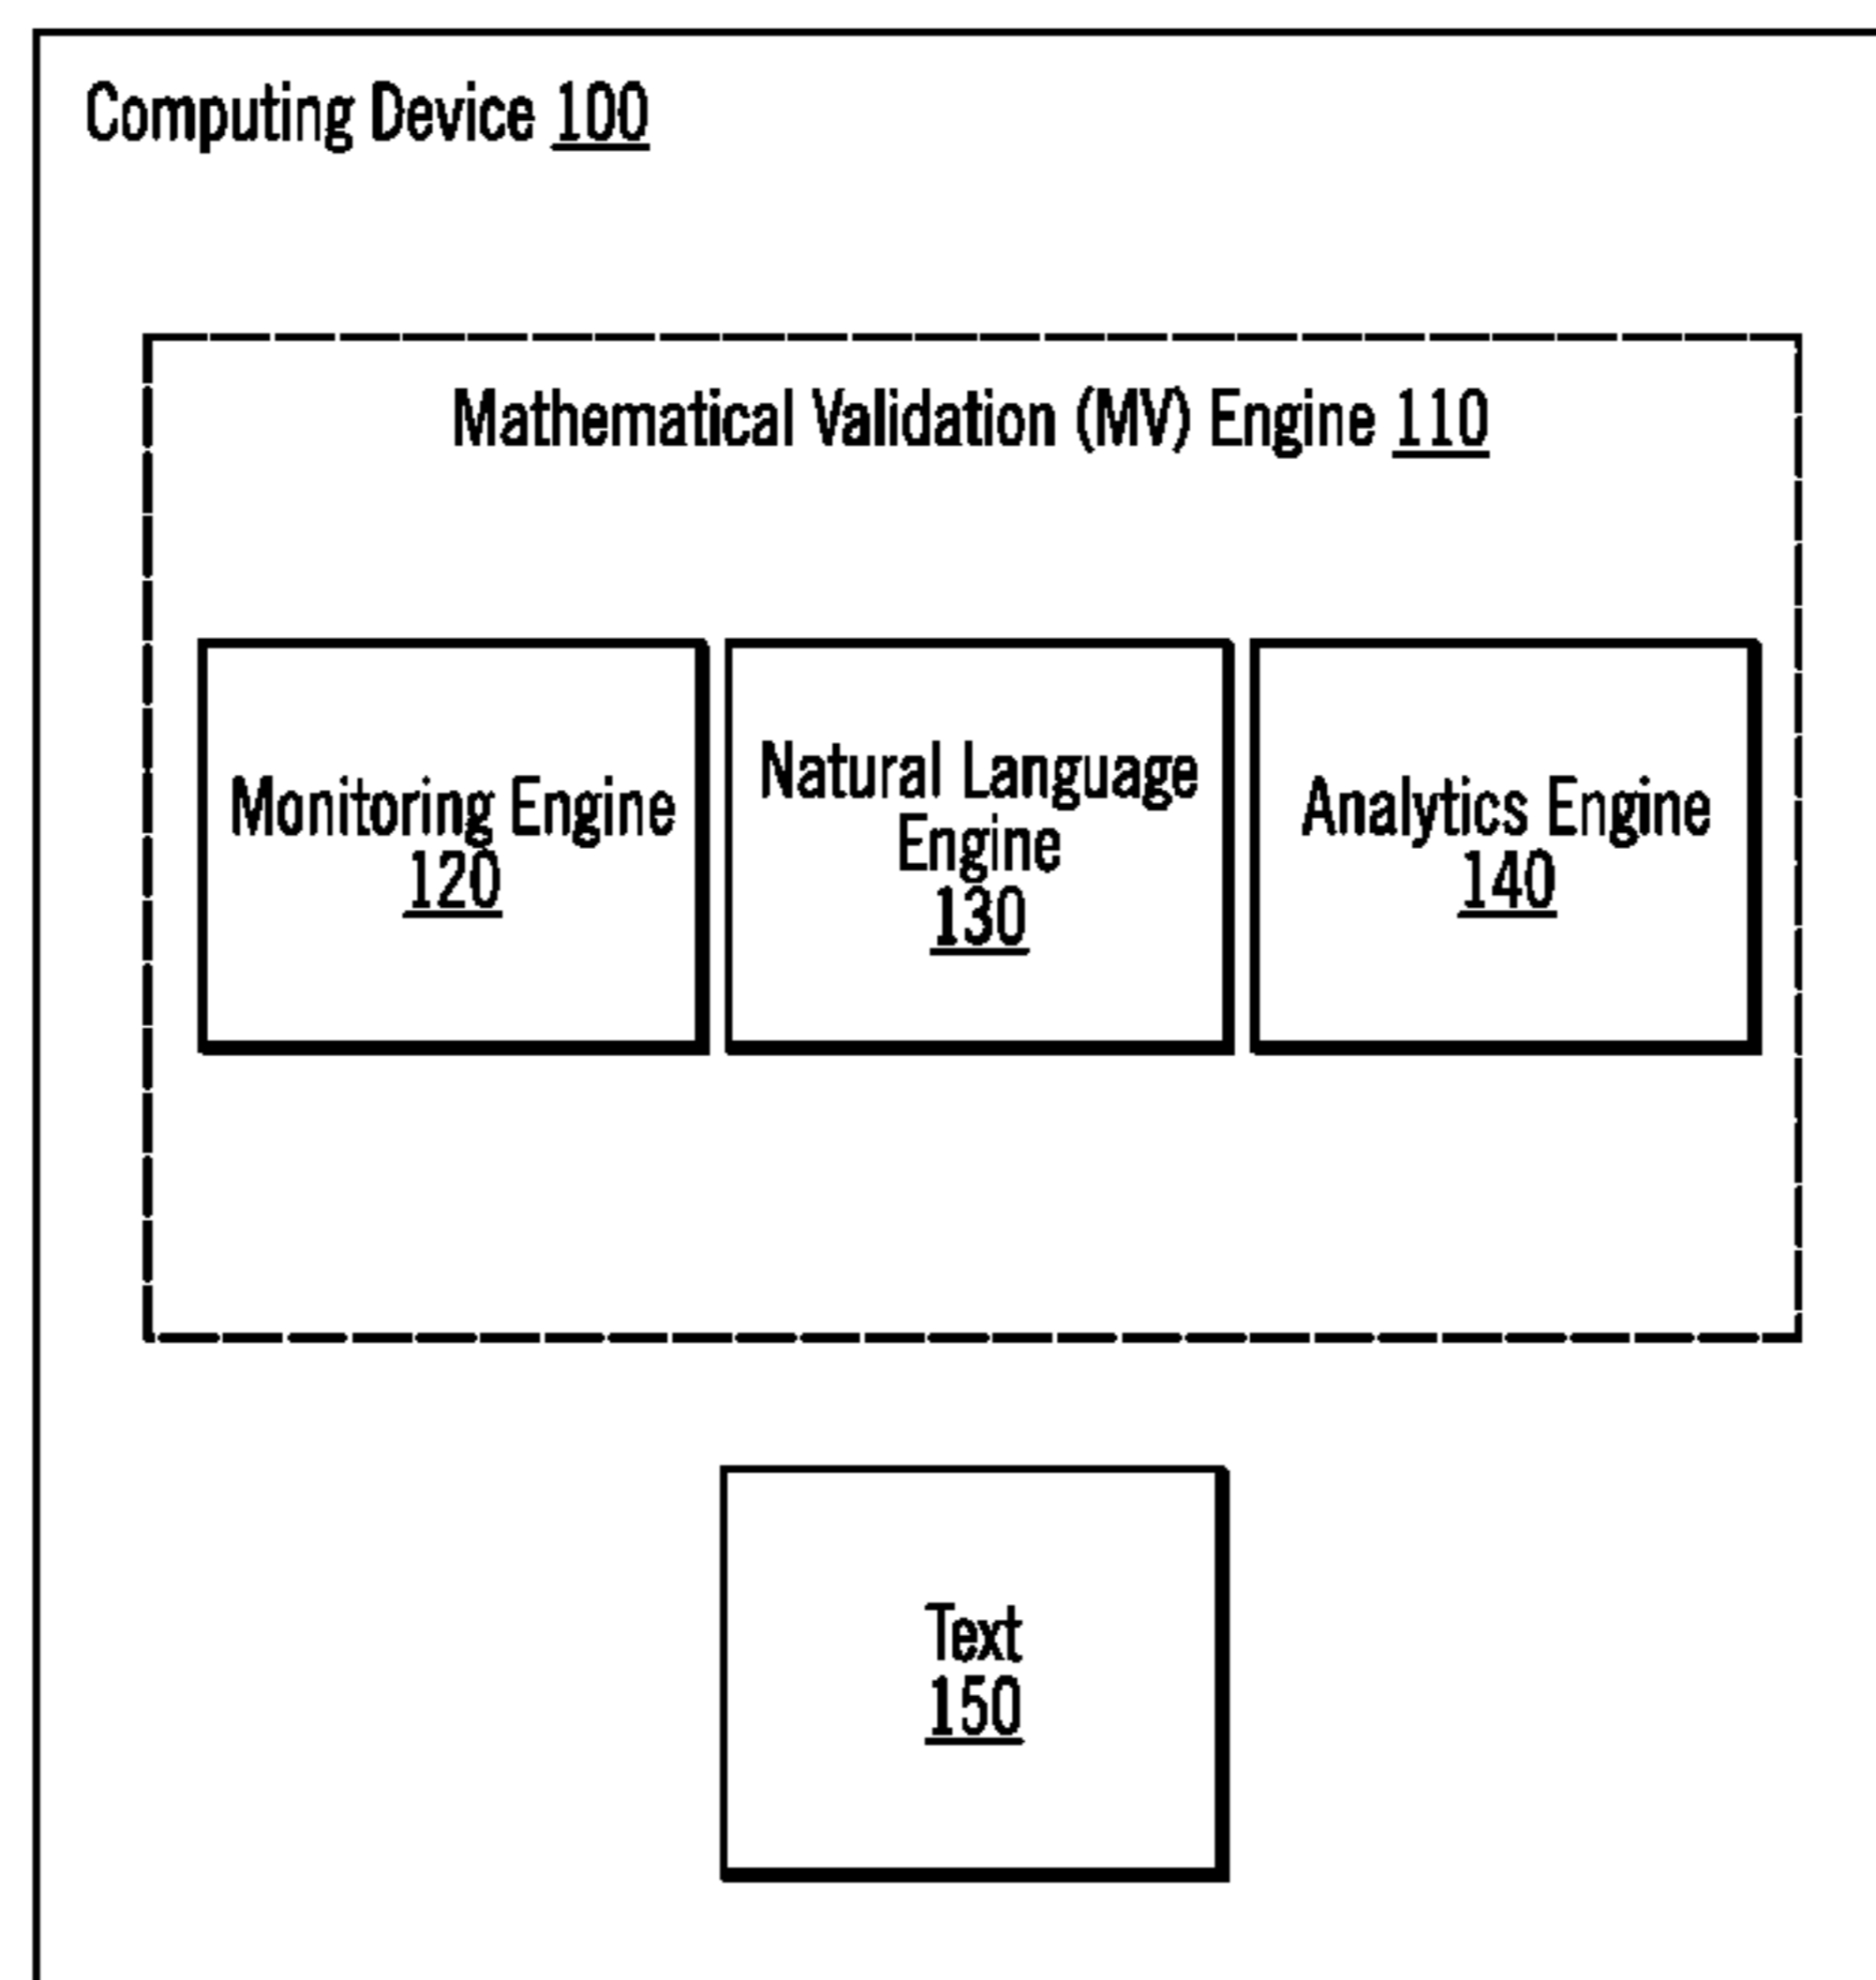 Computing Device 100
Mathematical Validation (MV) Engine 110
Monitoring Engine
120
Natural Language
Engine
130
Analytics Engine
140
Text
150